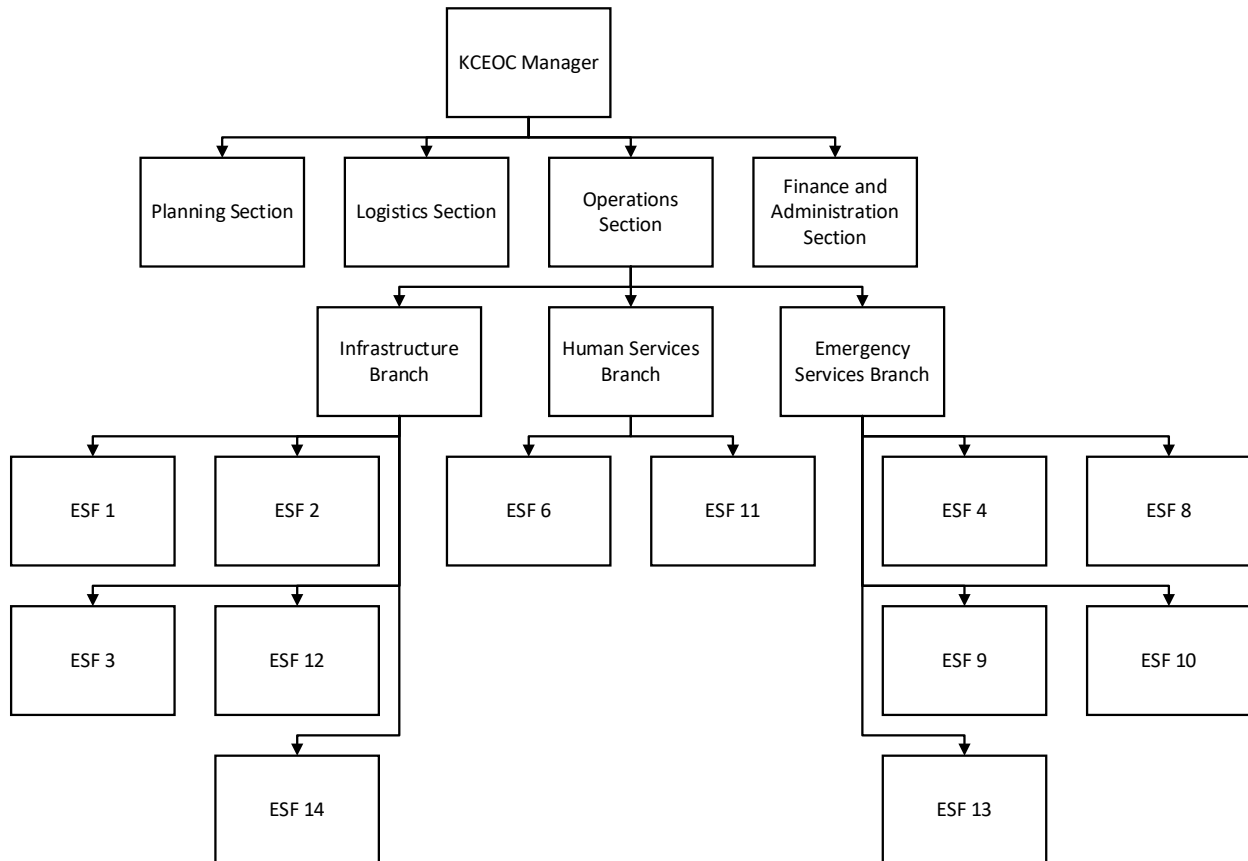 KCEOC Manager
Planning Section
Logistics Section
Operations
Section
Finance and
Administration
Section
Infrastructure
Branch
Human Services
Branch
Emergency
Services Branch
ESF 1
ESF 2
ESF 6
ESF 11
ESF 4
ESF 8
ESF 3
ESF 12
ESF 9
ESF 10
ESF 14
ESF 13